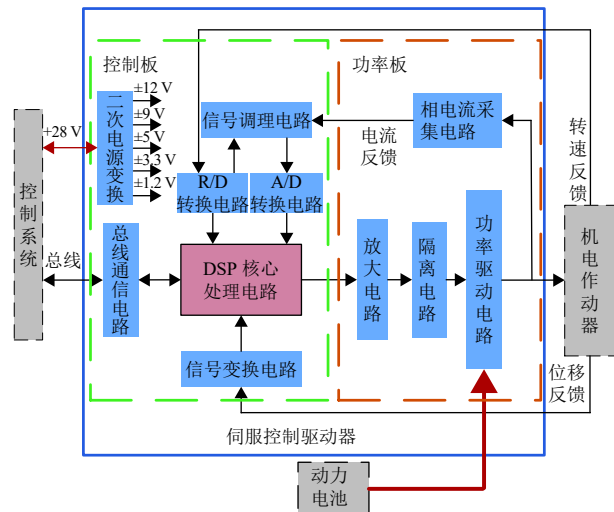 控制板
功率板
±12 V
±9 V
±5 V
±3.3 V
±1.2 V
二次电源变换
+28 V
控制系统
总线
信号调理电路
电流
反馈
相电流采
集电路
转速反馈
R/D
转换电路
A/D
转换电路
总线通信电路
DSP 核心
处理电路
放大电路
隔离电路
功率驱动电路
机电作动器
信号变换电路
位移
反馈
伺服控制驱动器
动力
电池